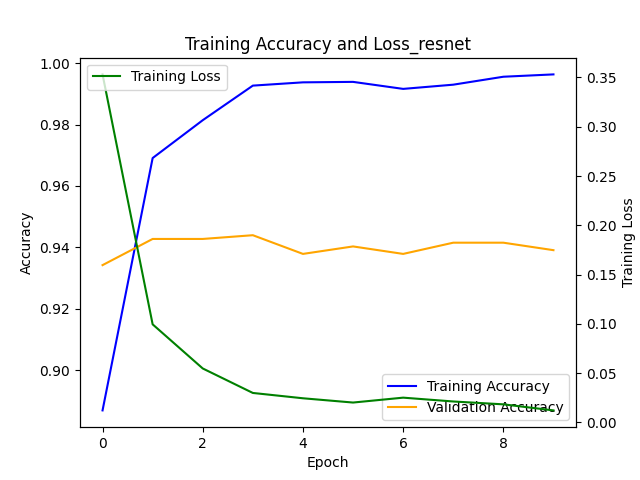 Training Accuracy and Loss_resnet
Training Loss
1.00
0.98
0.96
0.94
0.92
0.90
Accuracy
0.35
0.30
0.25
0.20
0.15
0.10
0.05
0.00
Training Loss
Training Accuracy
Validation Accuracy
0 2 4 6 8
Epoch